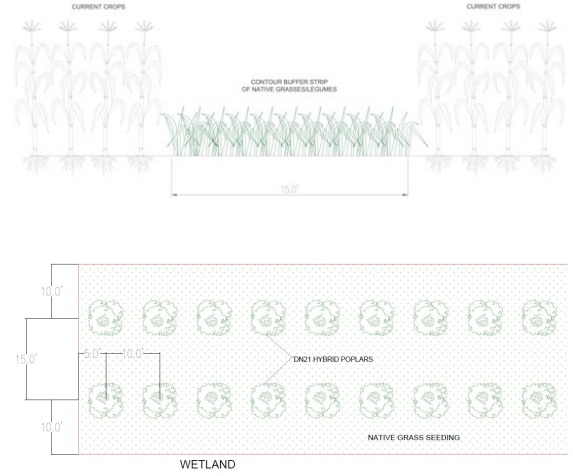 CURRENT CROPS
CURRENT CROPS
CONTOUR BUFFER STRIP
OF NATIVE GRASSES/LEGUMES
15.0'
10.0'
15.0'
5.0'
10.0'
DN21 HYBRID POPLARS
10.0'
NATIVE GRASS SEEDING
WETLAND